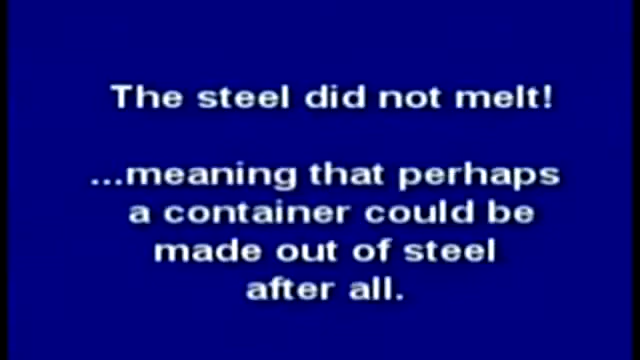 The steel did not melt!
...meaning that perhaps
a container could be
made out of steel
after all.